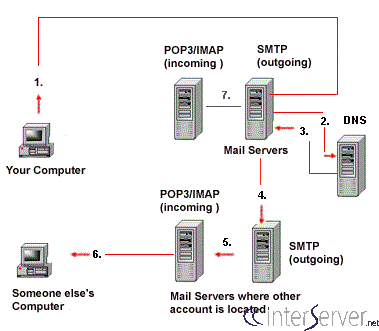 POP3/IMAP
(incoming )
SMTP
(outgoing)
1.
7.
2.
DNS
3.
Mail Servers
Your Computer
4.
POP3/IMAP
(incoming )
5.
6.
SMTP
(outgoing)
Someone else's
Computer
Mail Servers where other
account is located
interServer.net